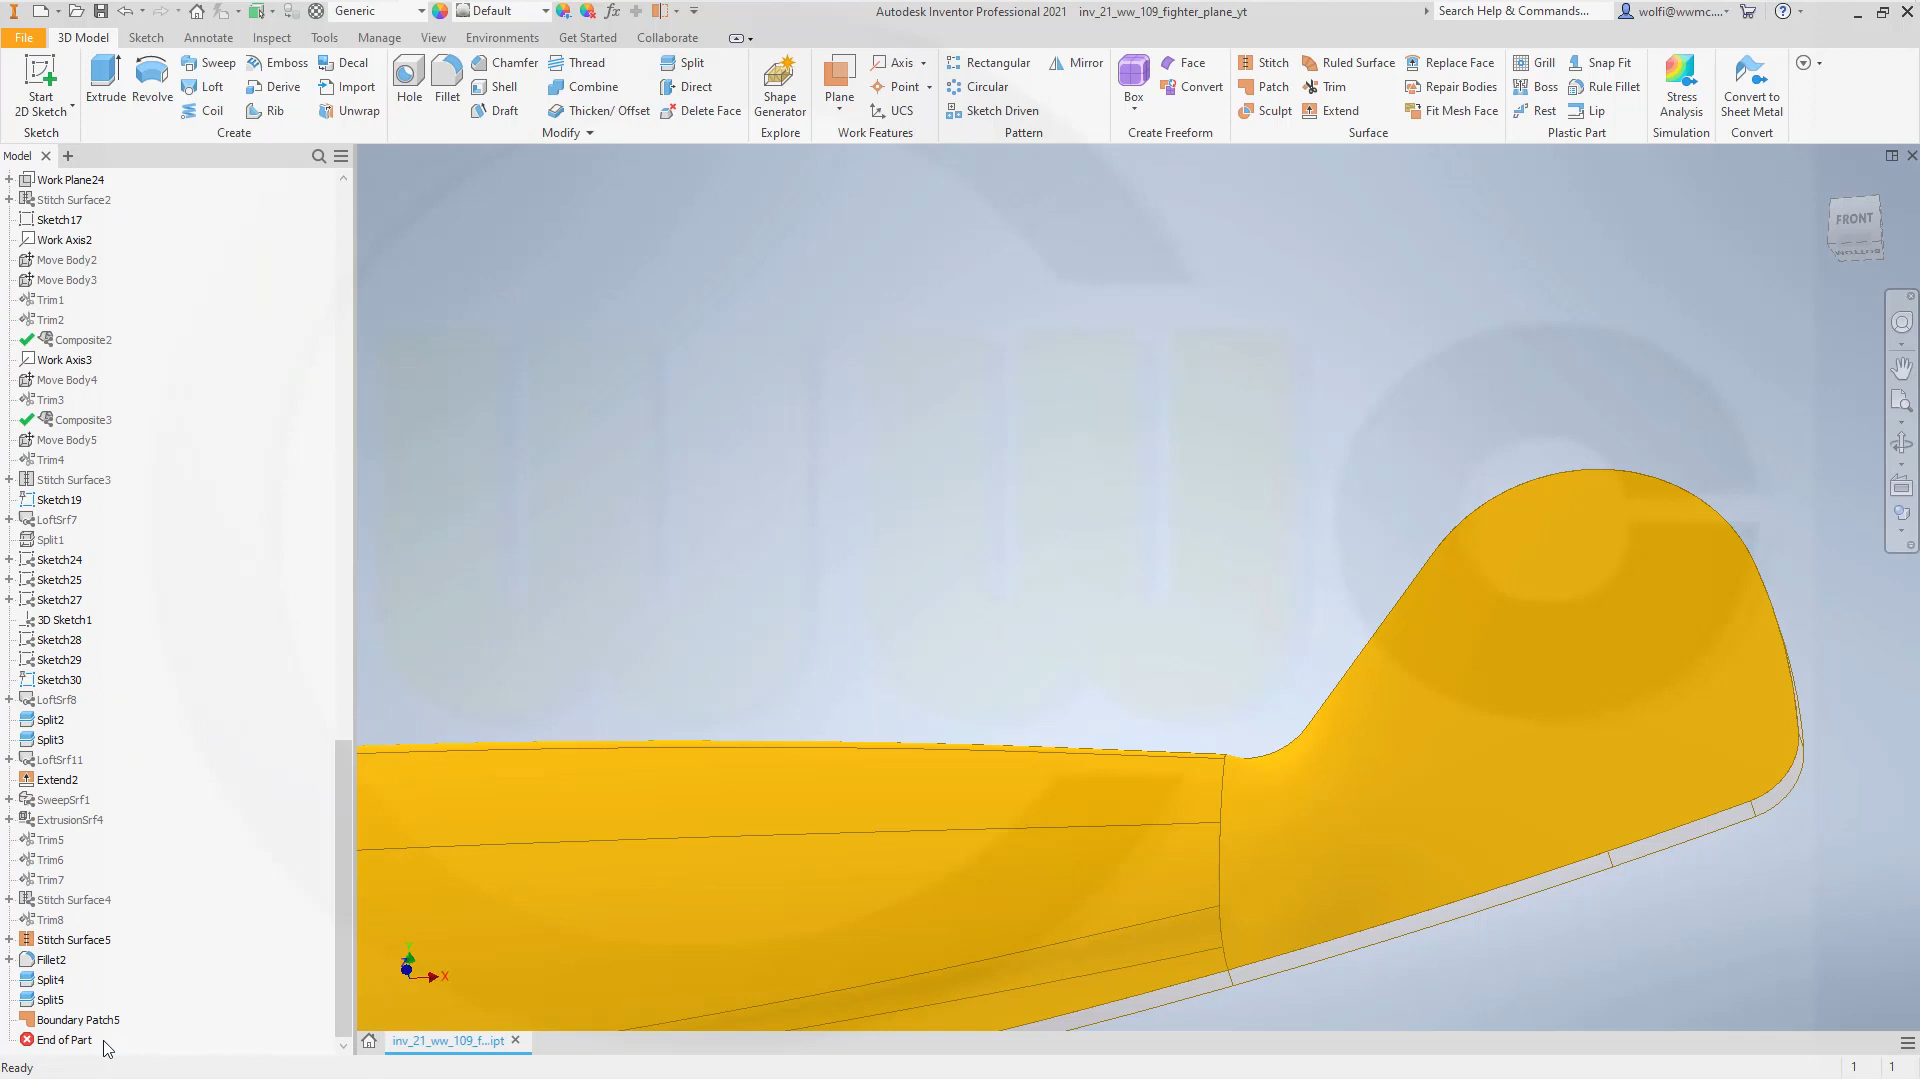 Generic
Default
Autodesk Inventor Professional 2021 inv_21_ww_109_fighter_plane_yt
Search Help & Commands...
wolfi@wwmc....
File 3D Model Sketch Annotate Inspect Tools Manage View Environments Get Started Collaborate
Start
2D Sketch
Sketch
Extrude
Revolve
Sweep
Loft
Coil
Emboss
Derive
Rib
Decal
Import
Unwrap
Create
Hole
Fillet
Chamfer
Shell
Draft
Thread
Combine
Thicken/ Offset
Split
Direct
Delete Face
Modify
Shape
Generator
Explore
Plane
Axis
Point
UCS
Work Features
Rectangular
Circular
Sketch Driven
Mirror
Pattern
Box
Face
Convert
Create Freeform
Stitch
Patch
Sculpt
Ruled Surface
Trim
Extend
Replace Face
Repair Bodies
Fit Mesh Face
Surface
Grill
Boss
Rest
Snap Fit
Rule Fillet
Lip
Plastic Part
Stress
Analysis
Simulation
Convert to
Sheet Metal
Convert
Model
Work Plane24
Stitch Surface2
Sketch17
Work Axis2
Move Body2
Move Body3
Trim1
Trim2
Composite2
Work Axis3
Move Body4
Trim3
Composite3
Move Body5
Trim4
Stitch Surface3
Sketch19
LoftSrf7
Split1
Sketch24
Sketch25
Sketch27
3D Sketch1
Sketch28
Sketch29
Sketch30
LoftSrf8
Split2
Split3
LoftSrf11
Extend2
SweepSrf1
ExtrusionSrf4
Trim5
Trim6
Trim7
Stitch Surface4
Trim8
Stitch Surface5
Fillet2
Split4
Split5
Boundary Patch5
End of Part
FRONT
BOTTOM
Y
X
inv_21_ww_109_f...ipt
Ready
1 1